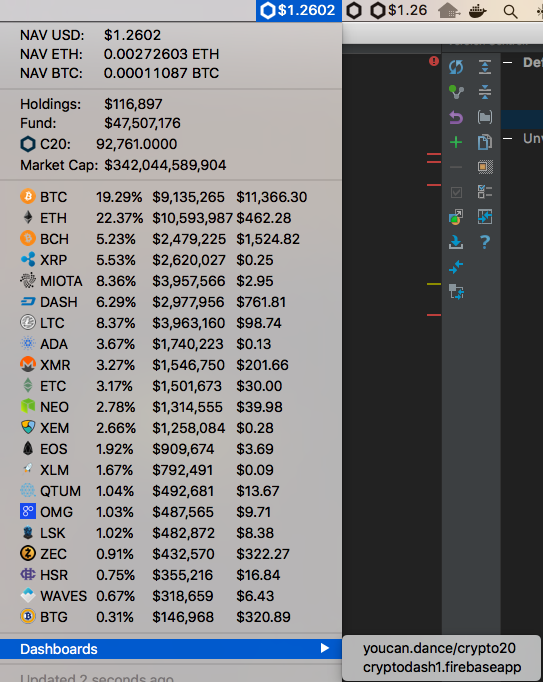 $1.2602 $1.26
NAV USD: $1.2602
NAV ETH: 0.00272603 ETH
NAV BTC: 0.00011087 BTC
Holdings: $116,897
Fund: $47,507,176
C20: 92,761.0000
Market Cap: $342,044,589,904
BTC 19.29% $9,135,265 $11,366.30
ETH 22.37% $10,593,987 $462.28
BCH 5.23% $2,479,225 $1,524.82
XRP 5.53% $2,620,027 $0.25
MIOTA 8.36% $3,957,566 $2.95
DASH 6.29% $2,977,956 $761.81
LTC 8.37% $3,963,160 $98.74
ADA 3.67% $1,740,223 $0.13
XMR 3.27% $1,546,750 $201.66
ETC 3.17% $1,501,673 $30.00
NEO 2.78% $1,314,555 $39.98
XEM 2.66% $1,258,084 $0.28
EOS 1.92% $909,674 $3.69
XLM 1.67% $792,491 $0.09
QTUM 1.04% $492,681 $13.67
OMG 1.03% $487,565 $9.71
LSK 1.02% $482,872 $8.38
ZEC 0.91% $432,570 $322.27
HSR 0.75% $355,216 $16.84
WAVES 0.67% $318,659 $6.43
BTG 0.31% $146,968 $320.89
Dashboards
youcan.dance/crypto20
cryptodash1.firebaseapp
Updated 2 seconds ago